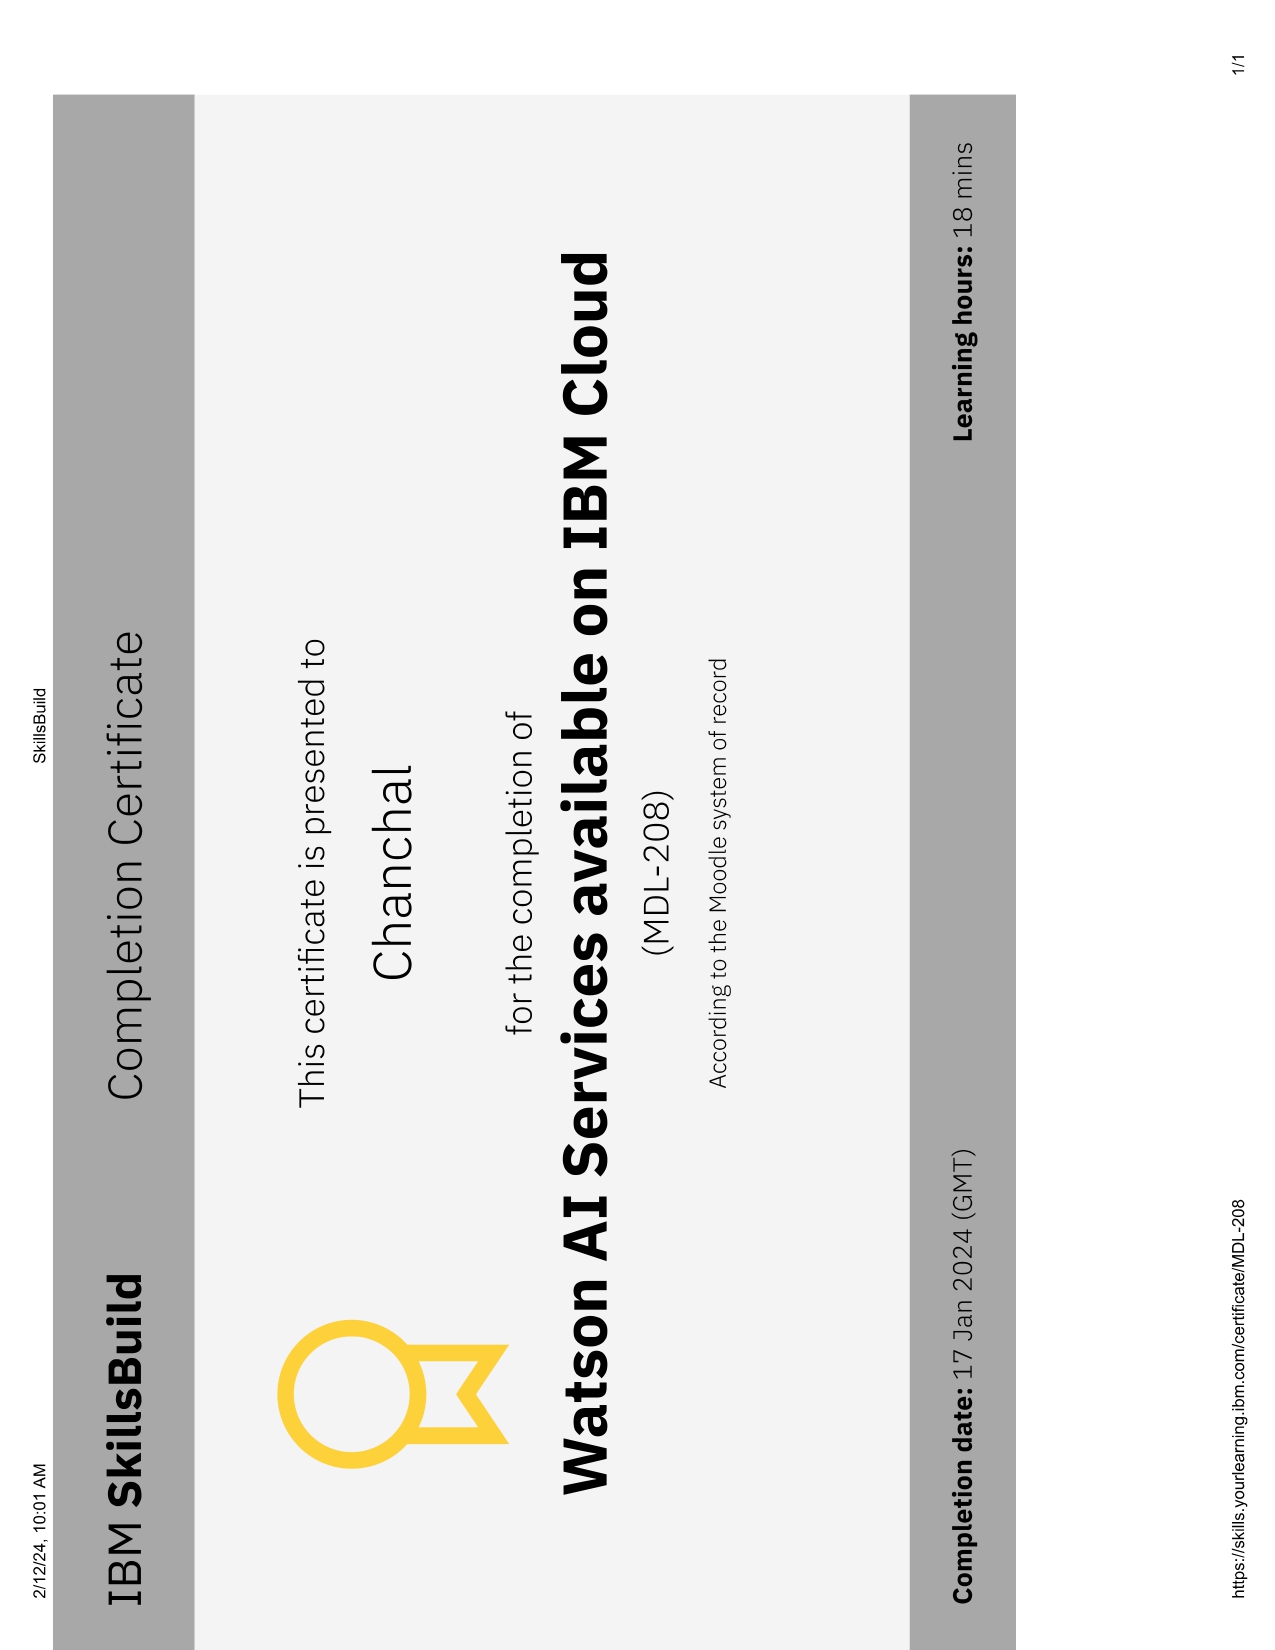 2/12/24, 10:01 AM SkillsBuild
IBM SkillsBuild Completion Certificate
This certificate is presented to
Chanchal
for the completion of
Watson AI Services available on IBM Cloud
(MDL-208)
According to the Moodle system of record
Completion date: 17 Jan 2024 (GMT) Learning hours: 18 mins
https://skills.yourlearning.ibm.com/certificate/MDL-208 1/1